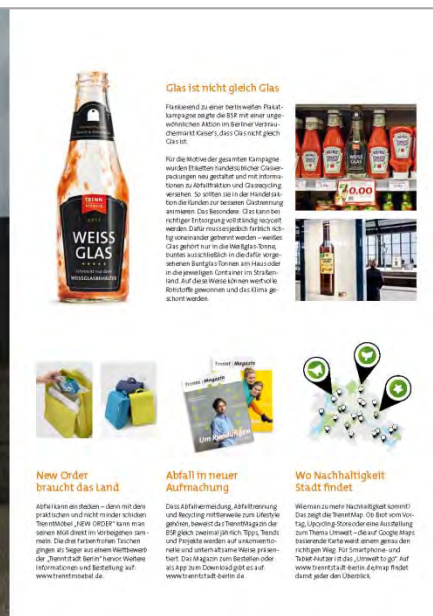 Glas ist nicht gleich Glas
Flankierend zu einer berlinweiten Plakat-
kampagne zeigte die BSR mit einer unge-
wöhnlichen Aktion im Berliner Verbrau-
chermarkt Kaisers, dass Glas nicht gleich
Glas ist.
Für die Motive der gesamten Kampagne
wurden Etiketten handelsüblicher Glasver-
packungen neu gestaltet und mit informa-
tionen zu Abfallfraktion und Glasrecycling
versehen. So sollten sie in der Handelsak-
tion die Kunden zur besseren Glastrennung
animieren. Das Besondere: Glas kann bei
richtiger Entsorgung vollständig recycelt
werden. Dafür muss es jedoch farblich rich-
tig voneinander getrennt werden – weißes
Glas gehört nur in die Weißglas-Tonne,
buntes ausschließlich in die dafür vorge-
sehenen Buntglas-Tonnen am Haus oder
in die jeweiligen Container im Straßen-
land. Auf diese Weise können wertvolle
Rohstoffe gewonnen und das Klima ge-
schont werden.
TRENN
WEISS
GLAS
WEISSGLASBEHÄLTER
0.00
Trennt|Magazin
Trennt|Magazin
Um Rundungen
New Order
braucht das Land
Abfall kann einstecken – denn mit dem
praktischen und nicht minder schicken
TrenntMöbel „NEW ORDER“ kann man
seinen Müll direkt im Vorbeigehen sam-
meln. Die drei farbenfrohen Taschen
gingen als Sieger aus einem Wettbewerb
der „Trenntstadt Berlin“ hervor. Weitere
Informationen und Bestellung auf:
www.trenntmoebel.de.
Abfall in neuer
Aufmachung
Dass Abfallvermeidung, Abfalltrennung
und Recycling mittlerweile zum Lifestyle
gehören, beweist das TrenntMagazin der
BSR gleich zweimal jährlich. Tipps, Trends
und Projekte werden auf unkonventio-
nelle und unterhaltsame Weise präsen-
tiert. Das Magazin zum Bestellen oder
als App zum Download gibt es auf:
www.trenntstadt-berlin.de.
Wo Nachhaltigkeit
Stadt findet
Wie man zu mehr Nachhaltigkeit kommt?
Das zeigt die TrenntMap. Ob Brot vom Vor-
tag, Upcycling-Store oder eine Ausstellung
zum Thema Umwelt – die auf Google Maps
basierende Karte weist einem genau den
richtigen Weg. Für Smartphone- und
Tablet-Nutzer ist das „Umwelt to go“. Auf
www.trenntstadt-berlin.de/map findet
damit jeder den Überblick.